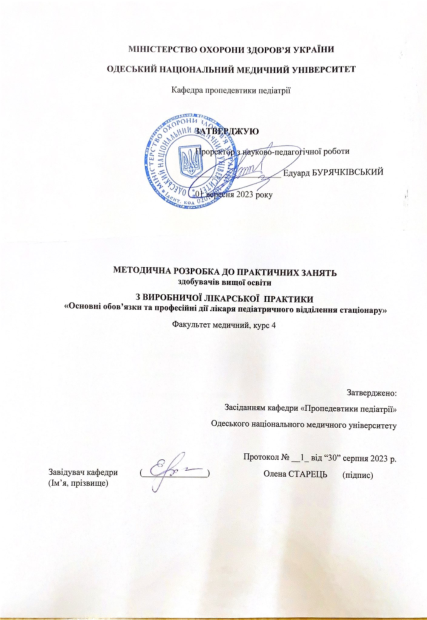 МІНІСТЕРСТВО ОХОРОНИ ЗДОРОВ'Я УКРАЇНИ
ОДЕСЬКИЙ НАЦІОНАЛЬНИЙ МЕДИЧНИЙ УНІВЕРСИТЕТ
Кафедра пропедевтики педіатрії
ЗАТВЕРДЖУЮ
Проректор з науково-педагогічної роботи
Едуард БУРЯЧКІВСЬКИЙ
01 вересня 2023 року
МЕТОДИЧНА РОЗРОБКА ДО ПРАКТИЧНИХ ЗАНЯТЬ
здобувачів вищої освіти
З ВИРОБНИЧОЇ ЛІКАРСЬКОЇ ПРАКТИКИ
«Основні обов'язки та професійні дії лікаря педіатричного відділення стаціонару»
Факультет медичний, курс 4
Затверджено:
Засіданням кафедри «Пропедевтики педіатрії»
Одеського національного медичного університету
Протокол № __1_ від “30” серпня 2023 р.
Завідувач кафедри ( ) Олена СТАРЕЦЬ (підпис)
(Ім'я, прізвище)